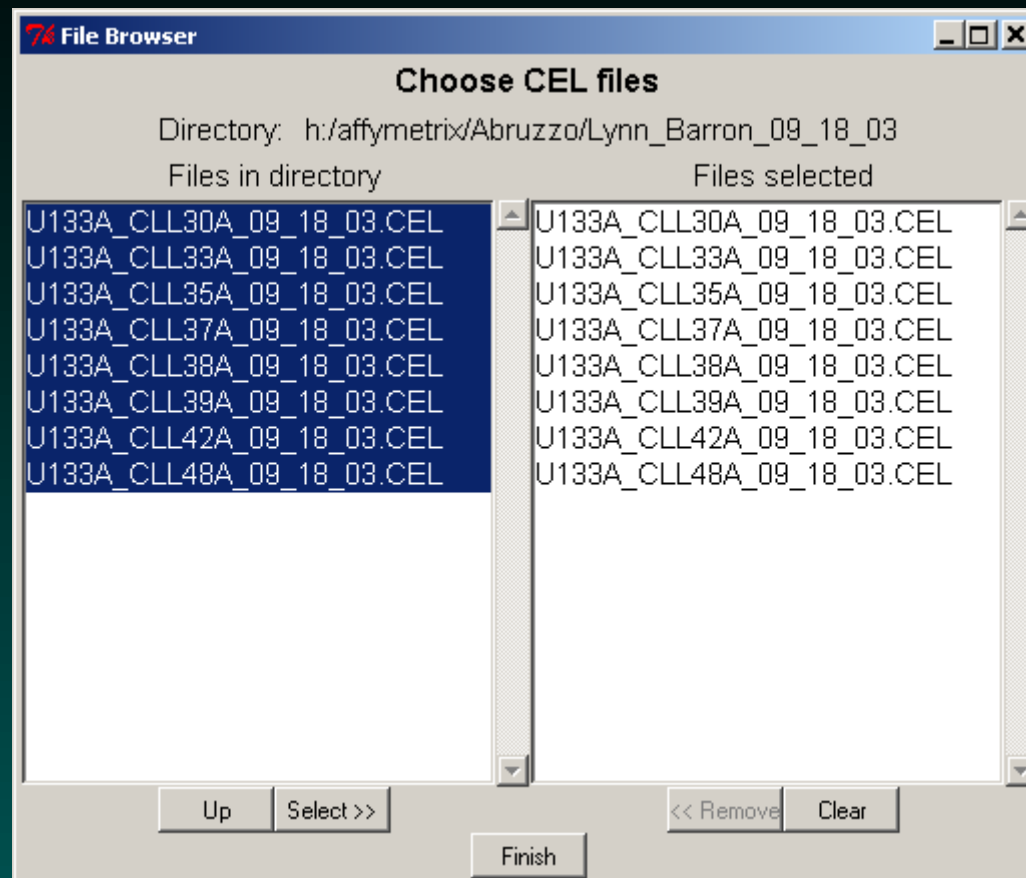 File Browser
Choose CEL files
Directory: h:/affymetrix/Abruzzo/Lynn_Barron_09_18_03
Files in directory
Files selected
U133A_CLL30A_09_18_03.CEL
U133A_CLL33A_09_18_03.CEL
U133A_CLL35A_09_18_03.CEL
U133A_CLL37A_09_18_03.CEL
U133A_CLL38A_09_18_03.CEL
U133A_CLL39A_09_18_03.CEL
U133A_CLL42A_09_18_03.CEL
U133A_CLL48A_09_18_03.CEL
U133A_CLL30A_09_18_03.CEL
U133A_CLL33A_09_18_03.CEL
U133A_CLL35A_09_18_03.CEL
U133A_CLL37A_09_18_03.CEL
U133A_CLL38A_09_18_03.CEL
U133A_CLL39A_09_18_03.CEL
U133A_CLL42A_09_18_03.CEL
U133A_CLL48A_09_18_03.CEL
Up
Select >>
<< Remove
Clear
Finish